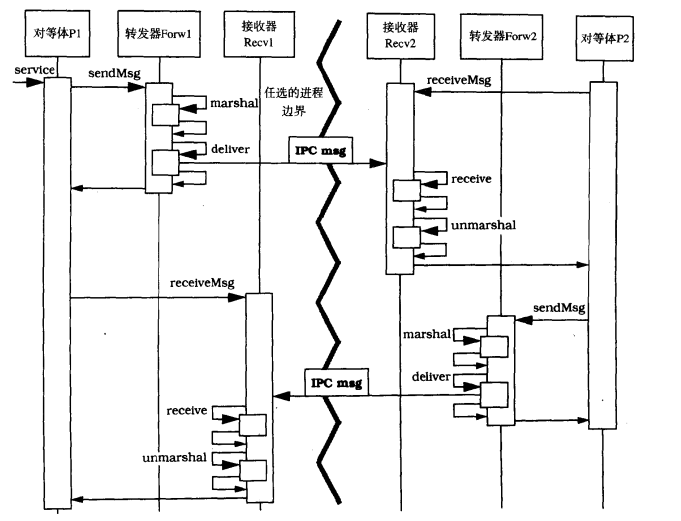 对等体P1
转发器Forw1
接收器
Recv1
接收器
Recv2
转发器Forw2
对等体P2
service
sendMsg
receiveMsg
marshal
任选的进程
边界
deliver
IPC msg
receive
unmarshal
receiveMsg
sendMsg
marshal
deliver
IPC msg
receive
unmarshal